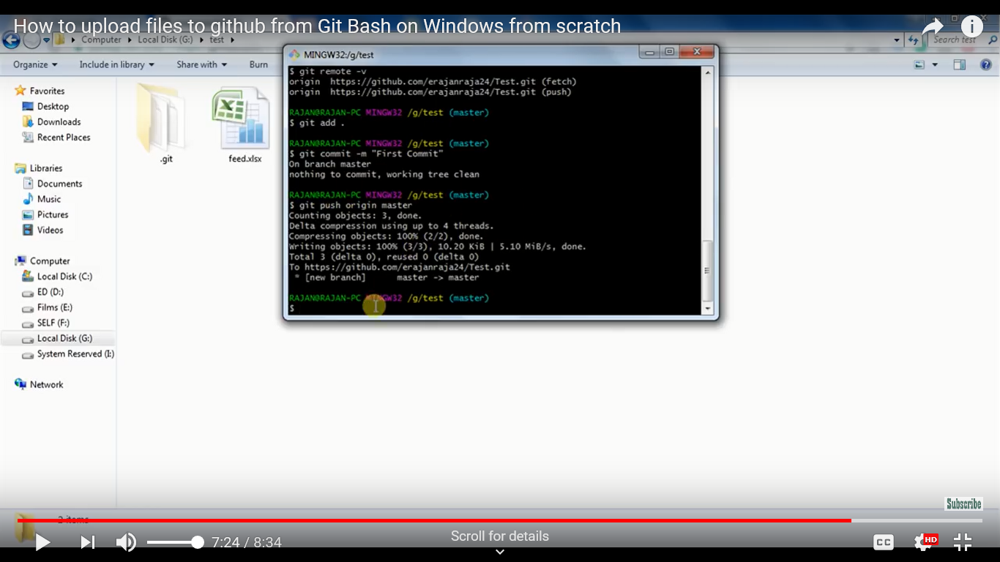 How to upload files to github from Git Bash on Windows from scratch
Computer Local Disk (G:) test
Search test
Organize Include in library Share with Burn
Favorites
Desktop
Downloads
Recent Places
Libraries
Documents
Music
Pictures
Videos
Computer
Local Disk (C:)
ED (D:)
Films (E:)
SELF (F:)
Local Disk (G:)
System Reserved (I:)
Network
.git
feed.xlsx
MINGW32:/g/test
$ git remote -v
origin https://github.com/erajanraja24/Test.git (fetch)
origin https://github.com/erajanraja24/Test.git (push)
RAJAN@RAJAN-PC MINGW32 /g/test (master)
$ git add .
RAJAN@RAJAN-PC MINGW32 /g/test (master)
$ git commit -m "First Commit"
On branch master
nothing to commit, working tree clean
RAJAN@RAJAN-PC MINGW32 /g/test (master)
$ git push origin master
Counting objects: 3, done.
Delta compression using up to 4 threads.
Compressing objects: 100% (2/2), done.
Writing objects: 100% (3/3), 10.20 KiB | 5.10 MiB/s, done.
Total 3 (delta 0), reused 0 (delta 0)
To https://github.com/erajanraja24/Test.git
* [new branch] master -> master
RAJAN@RAJAN-PC MINGW32 /g/test (master)
$
Subscribe
2 items
7:24 / 8:34
Scroll for details
CC
HD